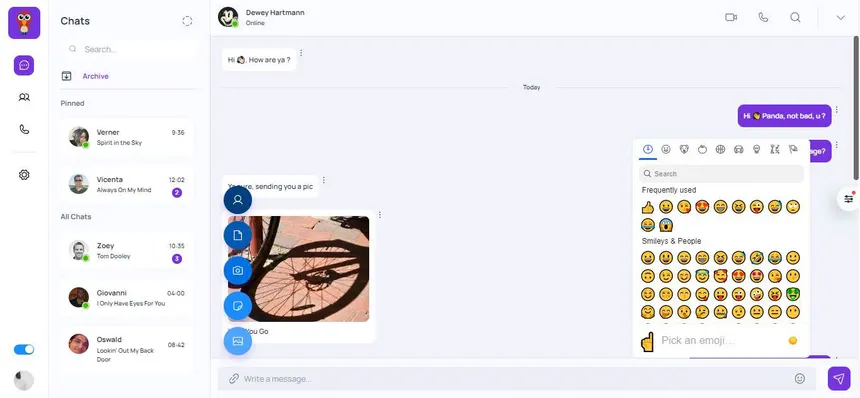 Chats
Search...
Archive
Pinned
Verner
9:36
Spirit in the Sky
Vicenta
12:02
Always On My Mind
2
All Chats
Zoey
10:35
Tom Dooley
3
Giovanni
04:00
I Only Have Eyes For You
Oswald
08:42
Lookin' Out My Back
Door
Dewey Hartmann
Online
Hi , How are ya ?
Today
Hi Panda, not bad, u ?
age?
sure, sending you a pic
You Go
Search
Frequently used
Smileys & People
Pick an emoji...
Write a message...